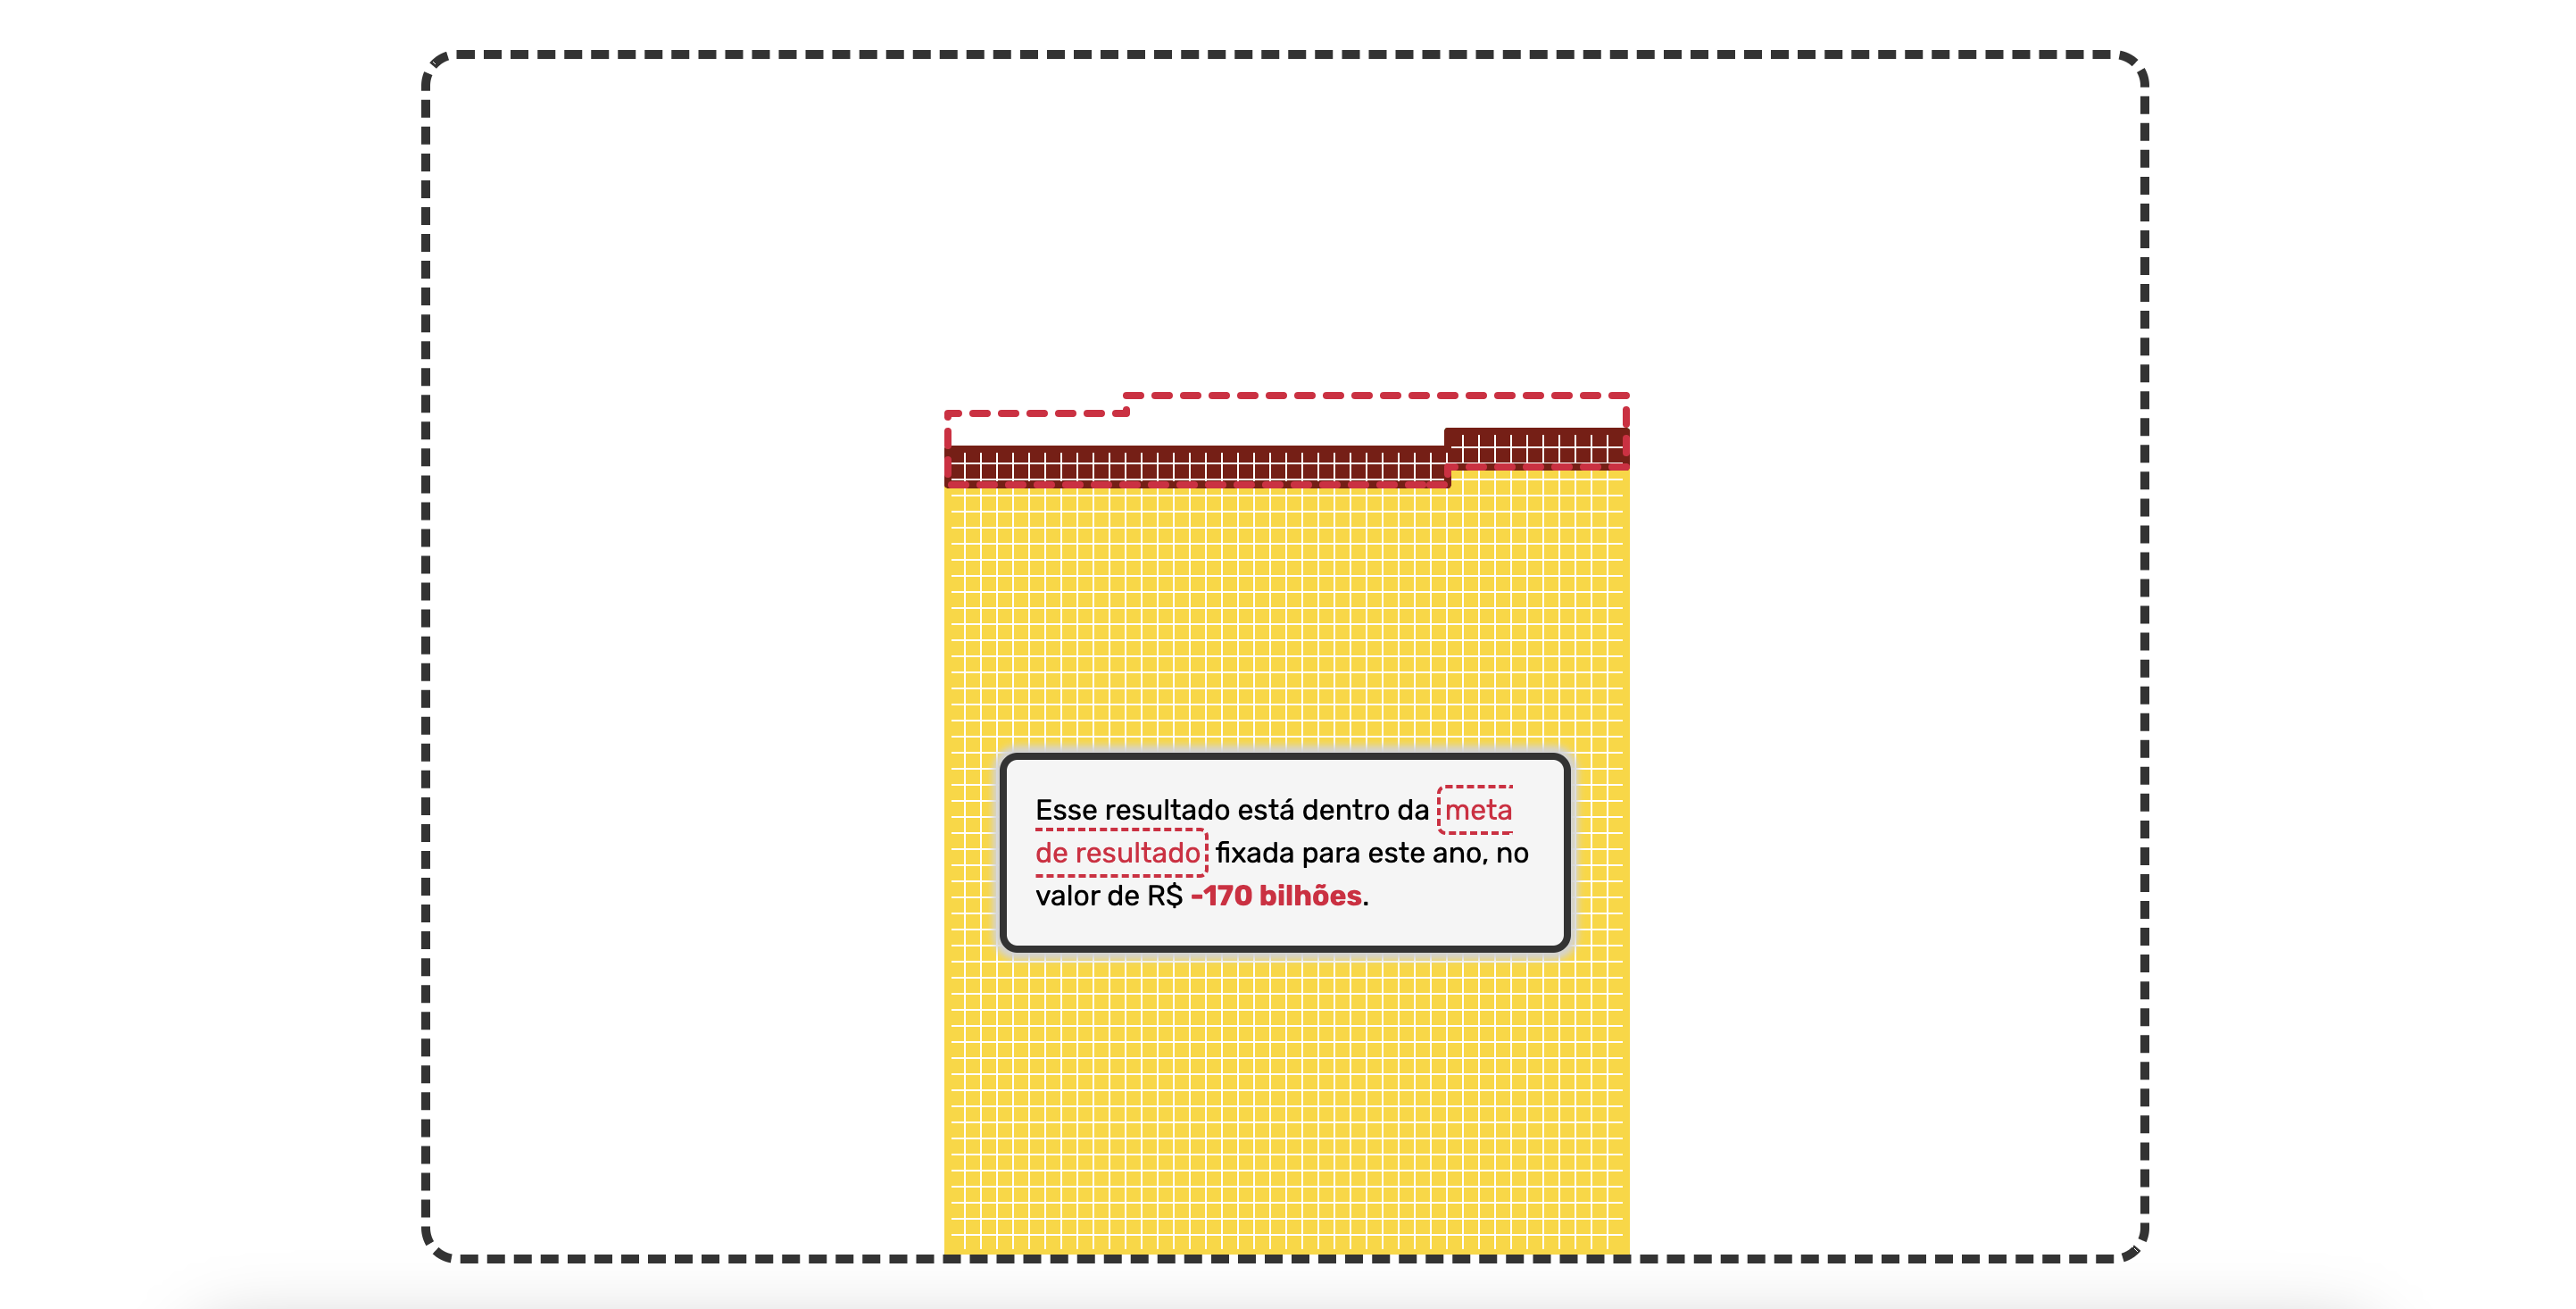 Esse resultado está dentro da meta
de resultado fixada para este ano, no
valor de R$ -170 bilhões.